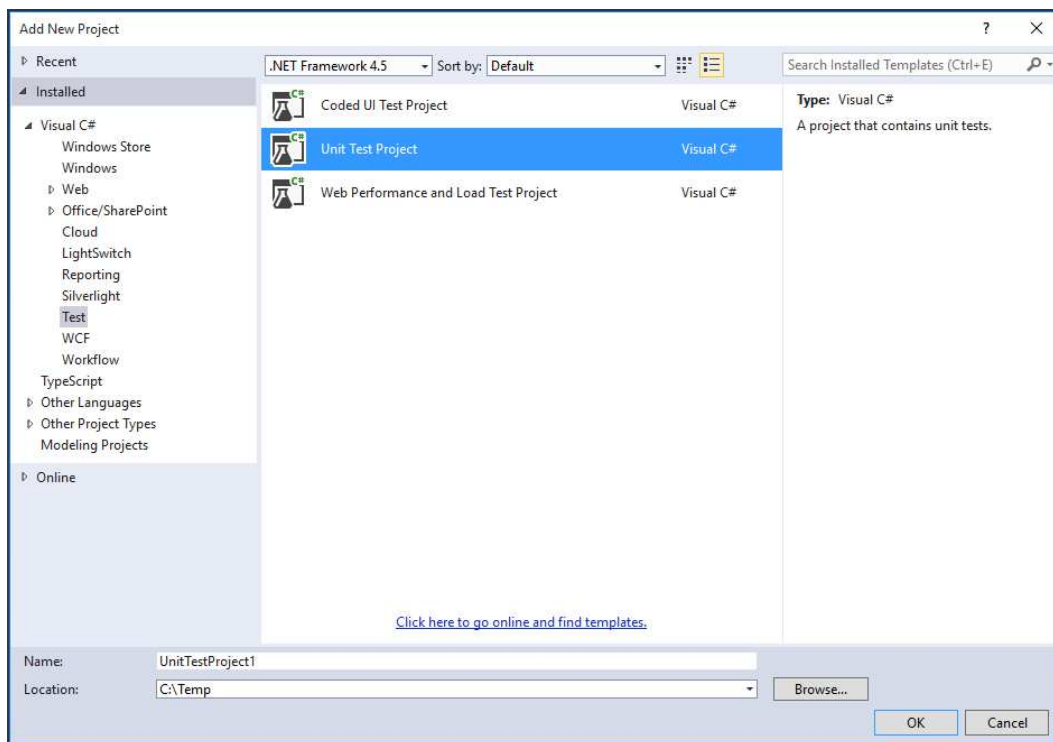 Add New Project
?
Recent
Installed
Visual C#
Windows Store
Windows
Web
Office/SharePoint
Cloud
LightSwitch
Reporting
Silverlight
Test
WCF
Workflow
TypeScript
Other Languages
Other Project Types
Modeling Projects
Online
.NET Framework 4.5 Sort by: Default
C# Coded UI Test Project Visual C#
C# Unit Test Project Visual C#
C# Web Performance and Load Test Project Visual C#
Click here to go online and find templates.
Search Installed Templates (Ctrl+E)
Type: Visual C#
A project that contains unit tests.
Name: UnitTestProject1
Location: C:\Temp Browse...
OK Cancel